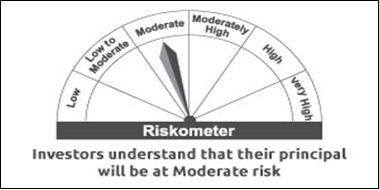 Low
Low to
Moderate
Moderate
Moderately
High
High
very High
Riskometer
Investors understand that their principal
will be at Moderate risk